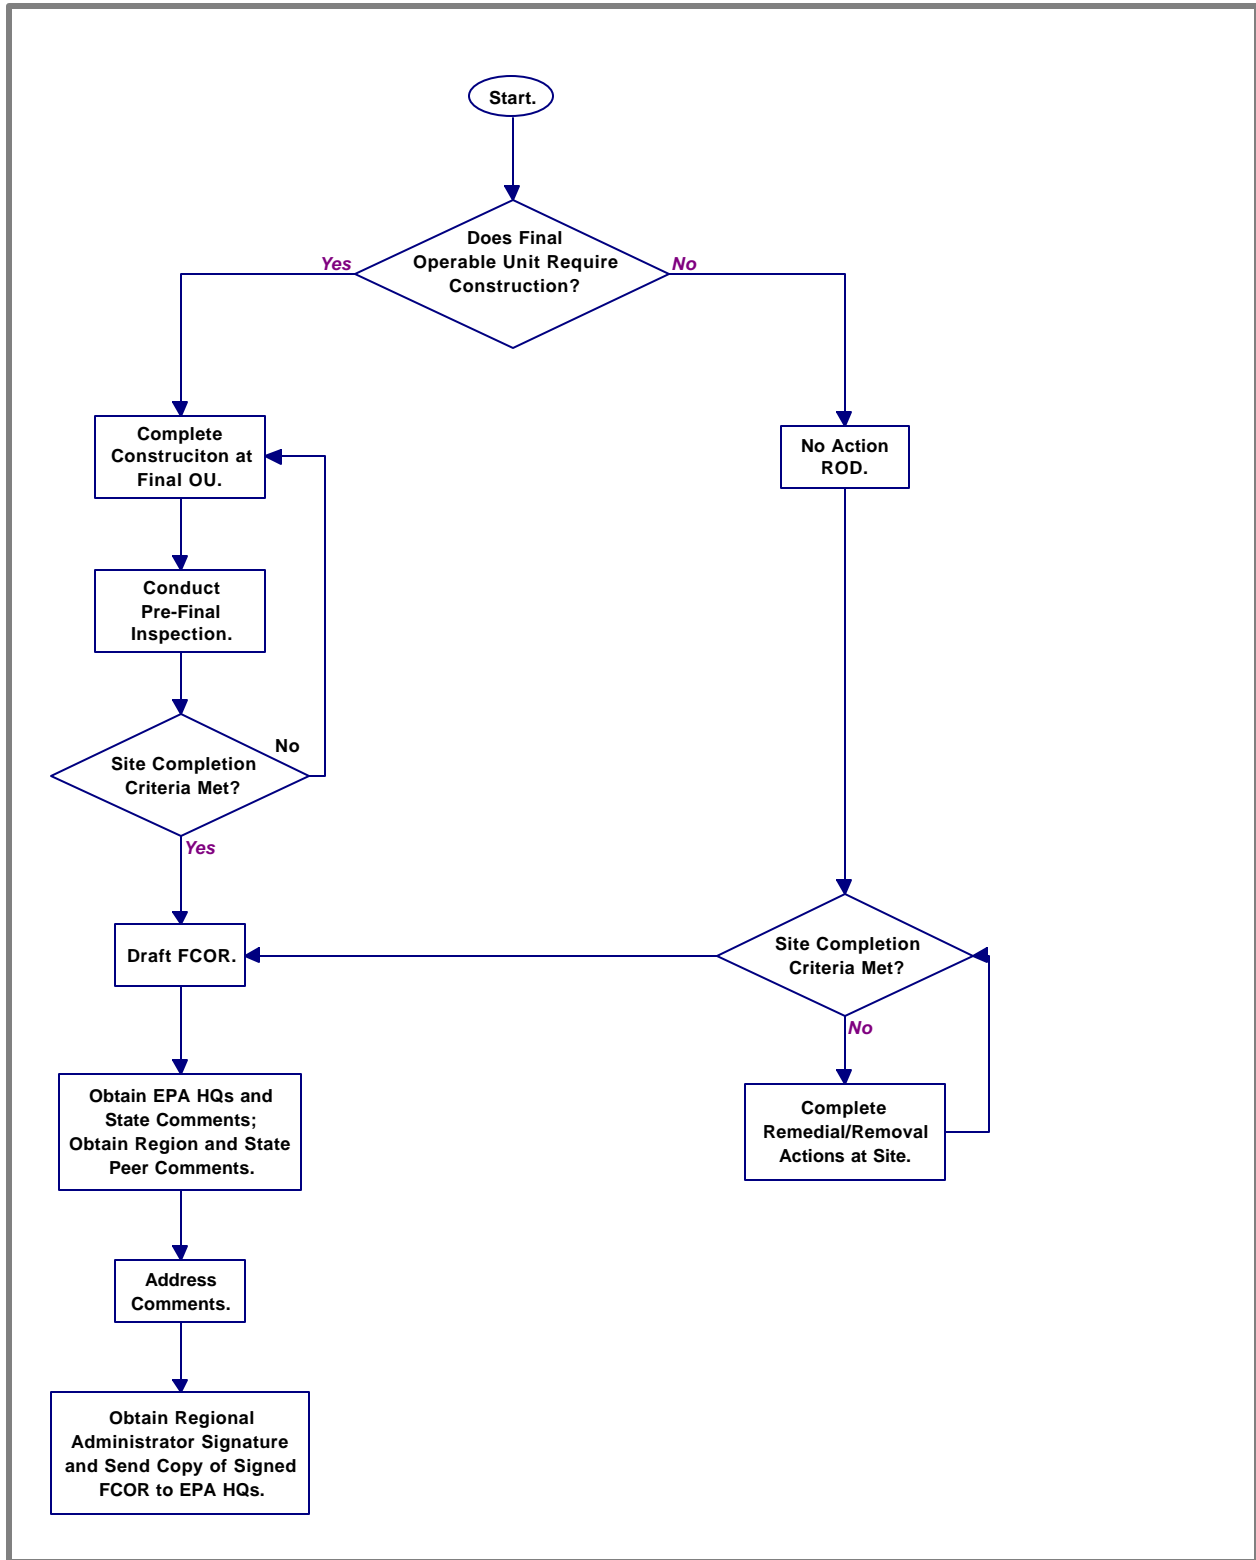 Start.
Does Final
Operable Unit Require
Construction?
Yes
No
Complete
Construciton at
Final OU.
No Action
ROD.
Conduct
Pre-Final
Inspection.
No
Site Completion
Criteria Met?
Yes
Draft FCOR.
Site Completion
Criteria Met?
No
Obtain EPA HQs and
State Comments;
Obtain Region and State
Peer Comments.
Complete
Remedial/Removal
Actions at Site.
Address
Comments.
Obtain Regional
Administrator Signature
and Send Copy of Signed
FCOR to EPA HQs.